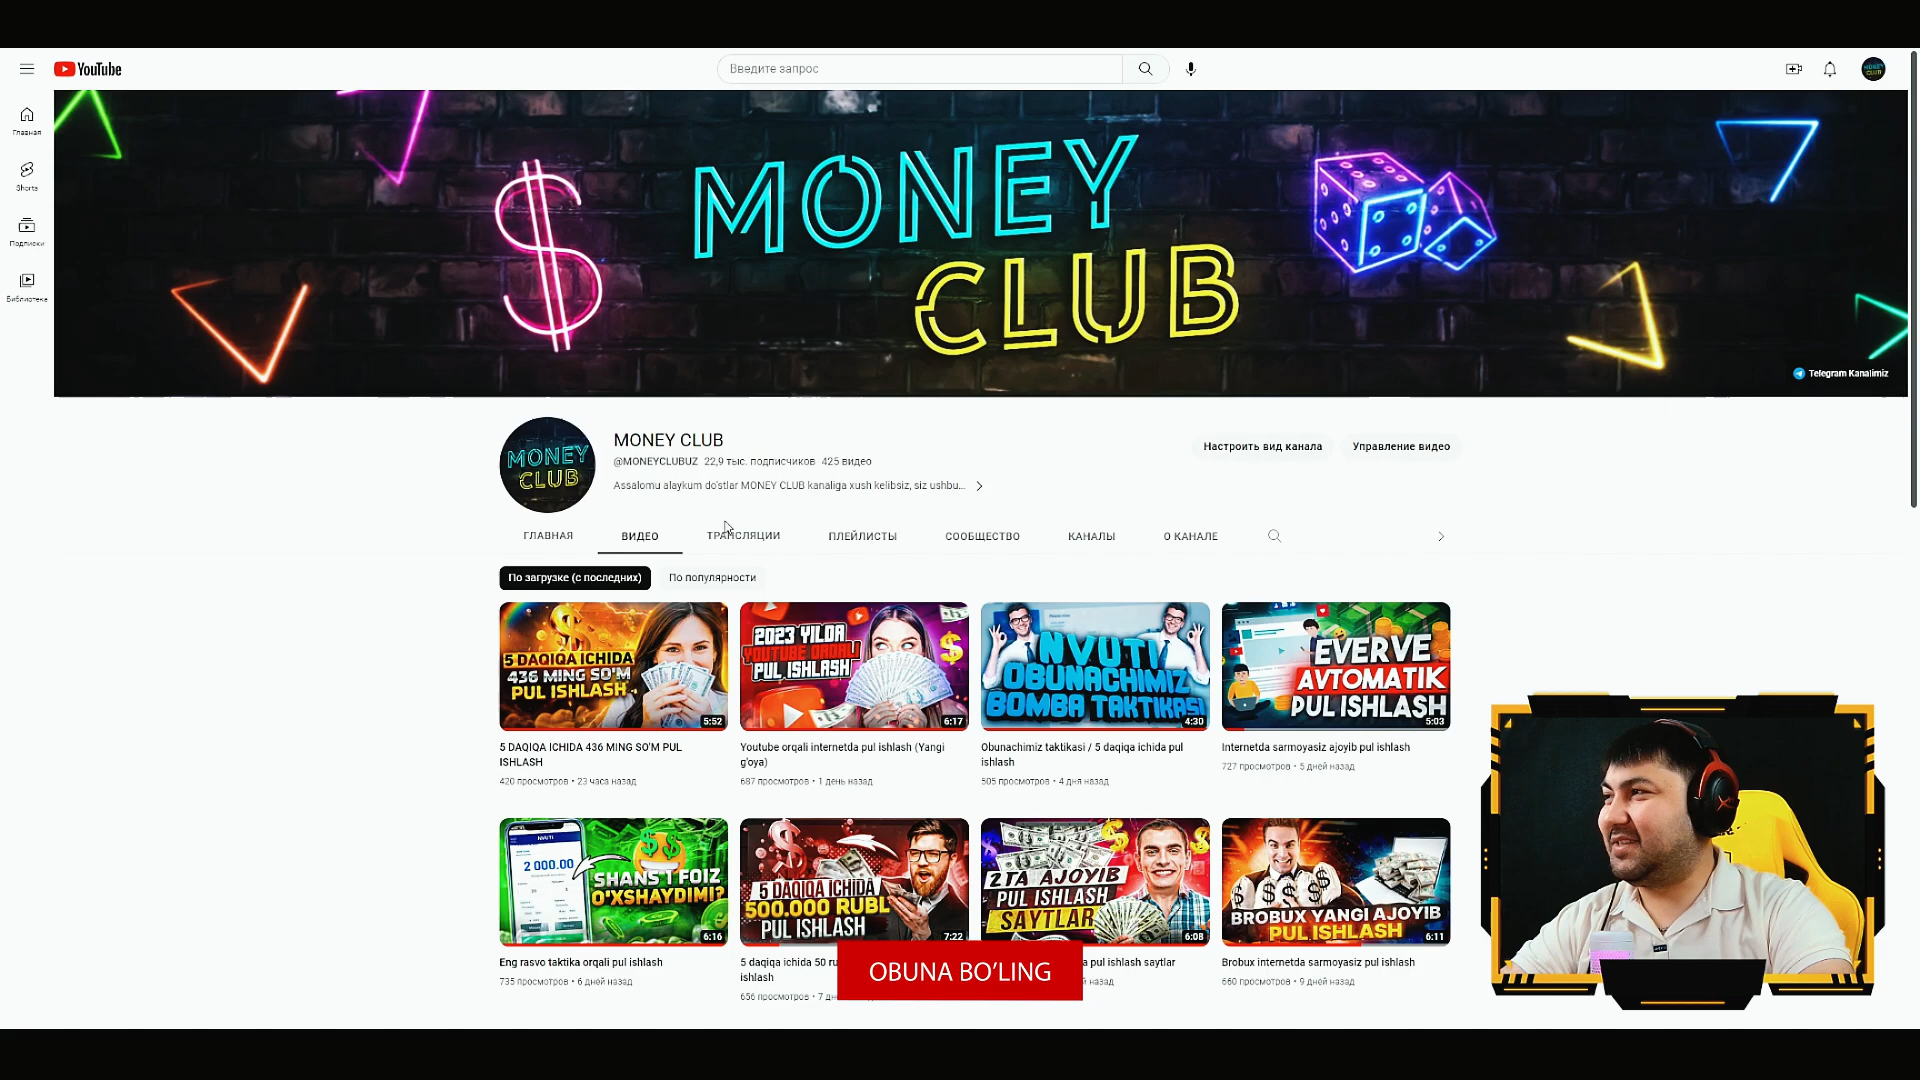 YouTube
Введите запрос
Главная
Shorts
Подписки
Библиотека
MONEY
CLUB
Telegram Kanalimiz
MONEY
CLUB
MONEY CLUB
@MONEYCLUBUZ 22,9 тыс. подписчиков 425 видео
Assalomu alaykum do'stlar MONEY CLUB kanaliga xush kelibsiz, siz ushbu...
Настроить вид канала
Управление видео
ГЛАВНАЯ
ВИДЕО
ТРАНСЛЯЦИИ
ПЛЕЙЛИСТЫ
СООБЩЕСТВО
КАНАЛЫ
О КАНАЛЕ
По загрузке (с последних)
По популярности
5 DAQIQA ICHIDA
436 MING SO'M
PUL ISHLASH
5:52
5 DAQIQA ICHIDA 436 MING SO'M PUL
ISHLASH
420 просмотров • 23 часа назад
2023 YILDA
YOUTUBE ORQALI
PUL ISHLASH
6:17
Youtube orqali internetda pul ishlash (Yangi
g'oya)
687 просмотров • 1 день назад
NVUTI
OBUNACHIMIZ
BOMBA TAKTIKASI
4:30
Obunachimiz taktikasi / 5 daqiqa ichida pul
ishlash
505 просмотров • 4 дня назад
EVERVE
AVTOMATIK
PUL ISHLASH
5:03
Internetda sarmoyasiz ajoyib pul ishlash
727 просмотров • 5 дней назад
NVUTI
2 000.00
SHANS 1 FOIZ
O'XSHAYDIMI?
6:16
Eng rasvo taktika orqali pul ishlash
735 просмотров • 6 дней назад
5 DAQIQA ICHIDA
500.000 RUBL
PUL ISHLASH
7:22
5 daqiqa ichida 50 ru
ishlash
656 просмотров • 7 дн
2TA AJOYIB
PUL ISHLASH
SAYTLAR
6:08
a pul ishlash saytlar
назад
BROBUX YANGI AJOYIB
PUL ISHLASH
6:11
Brobux internetda sarmoyasiz pul ishlash
660 просмотров • 9 дней назад
OBUNA BO'LING